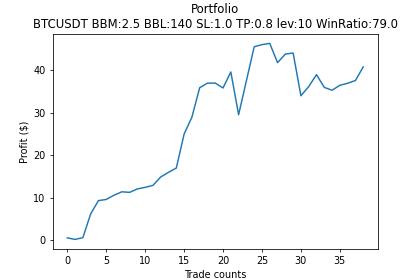 Portfolio
BTCUSDT BBM:2.5 BBL:140 SL:1.0 TP:0.8 lev:10 WinRatio:79.0
Profit ($)
40
30
20
10
0
0 5 10 15 20 25 30 35
Trade counts